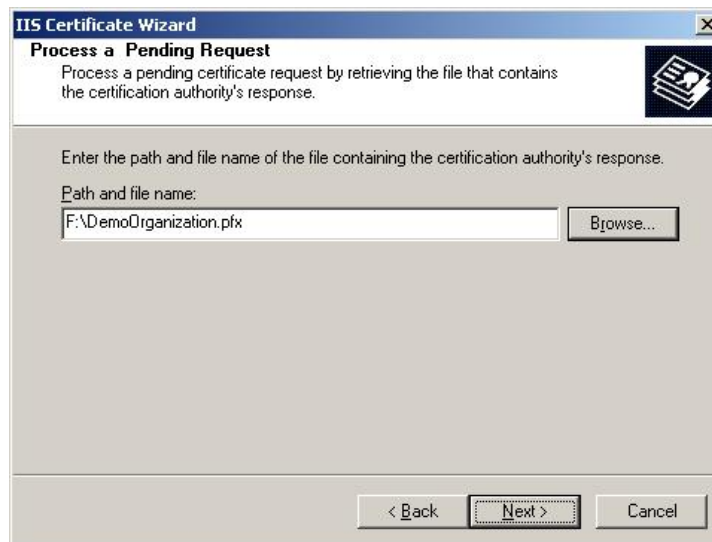 IIS Certificate Wizard
Process a Pending Request
Process a pending certificate request by retrieving the file that contains
the certification authority's response.
Enter the path and file name of the file containing the certification authority's response.
Path and file name:
F:\DemoOrganization.pfx
Browse...
< Back
Next >
Cancel